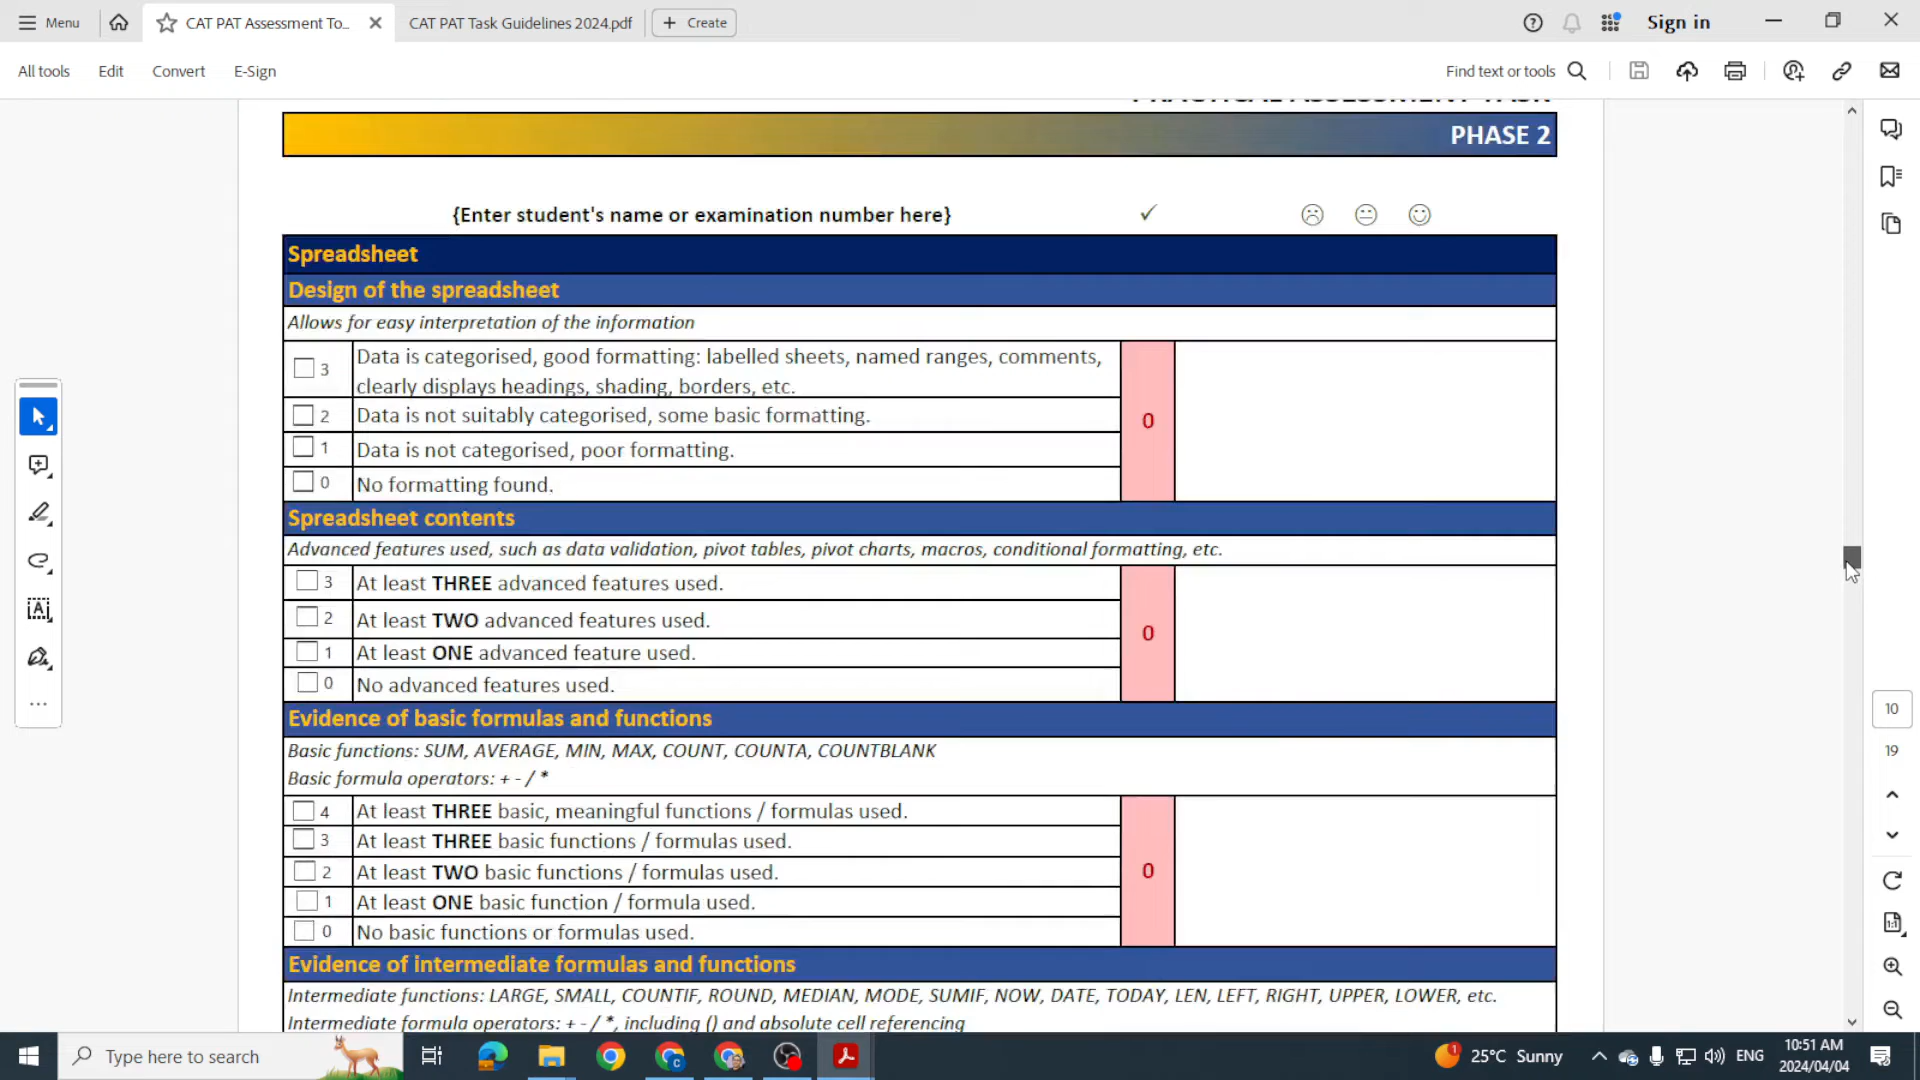 Menu
CAT PAT Assessment To...
CAT PAT Task Guidelines 2024.pdf
+ Create
Sign in
All tools
Edit
Convert
E-Sign
Find text or tools
PRACTICAL ASSESSMENT TASK
PHASE 2
{Enter student's name or examination number here}
Spreadsheet
Design of the spreadsheet
Allows for easy interpretation of the information
3 Data is categorised, good formatting: labelled sheets, named ranges, comments,
clearly displays headings, shading, borders, etc.
2 Data is not suitably categorised, some basic formatting.
0
1 Data is not categorised, poor formatting.
0 No formatting found.
Spreadsheet contents
Advanced features used, such as data validation, pivot tables, pivot charts, macros, conditional formatting, etc.
3 At least THREE advanced features used.
2 At least TWO advanced features used.
0
1 At least ONE advanced feature used.
0 No advanced features used.
Evidence of basic formulas and functions
Basic functions: SUM, AVERAGE, MIN, MAX, COUNT, COUNTA, COUNTBLANK
Basic formula operators: + - / *
4 At least THREE basic, meaningful functions / formulas used.
3 At least THREE basic functions / formulas used.
2 At least TWO basic functions / formulas used.
0
1 At least ONE basic function / formula used.
0 No basic functions or formulas used.
Evidence of intermediate formulas and functions
Intermediate functions: LARGE, SMALL, COUNTIF, ROUND, MEDIAN, MODE, SUMIF, NOW, DATE, TODAY, LEN, LEFT, RIGHT, UPPER, LOWER, etc.
Intermediate formula operators: + - / *, including () and absolute cell referencing
10
19
1:1
Type here to search
1
25°C Sunny
ENG
10:51 AM
2024/04/04